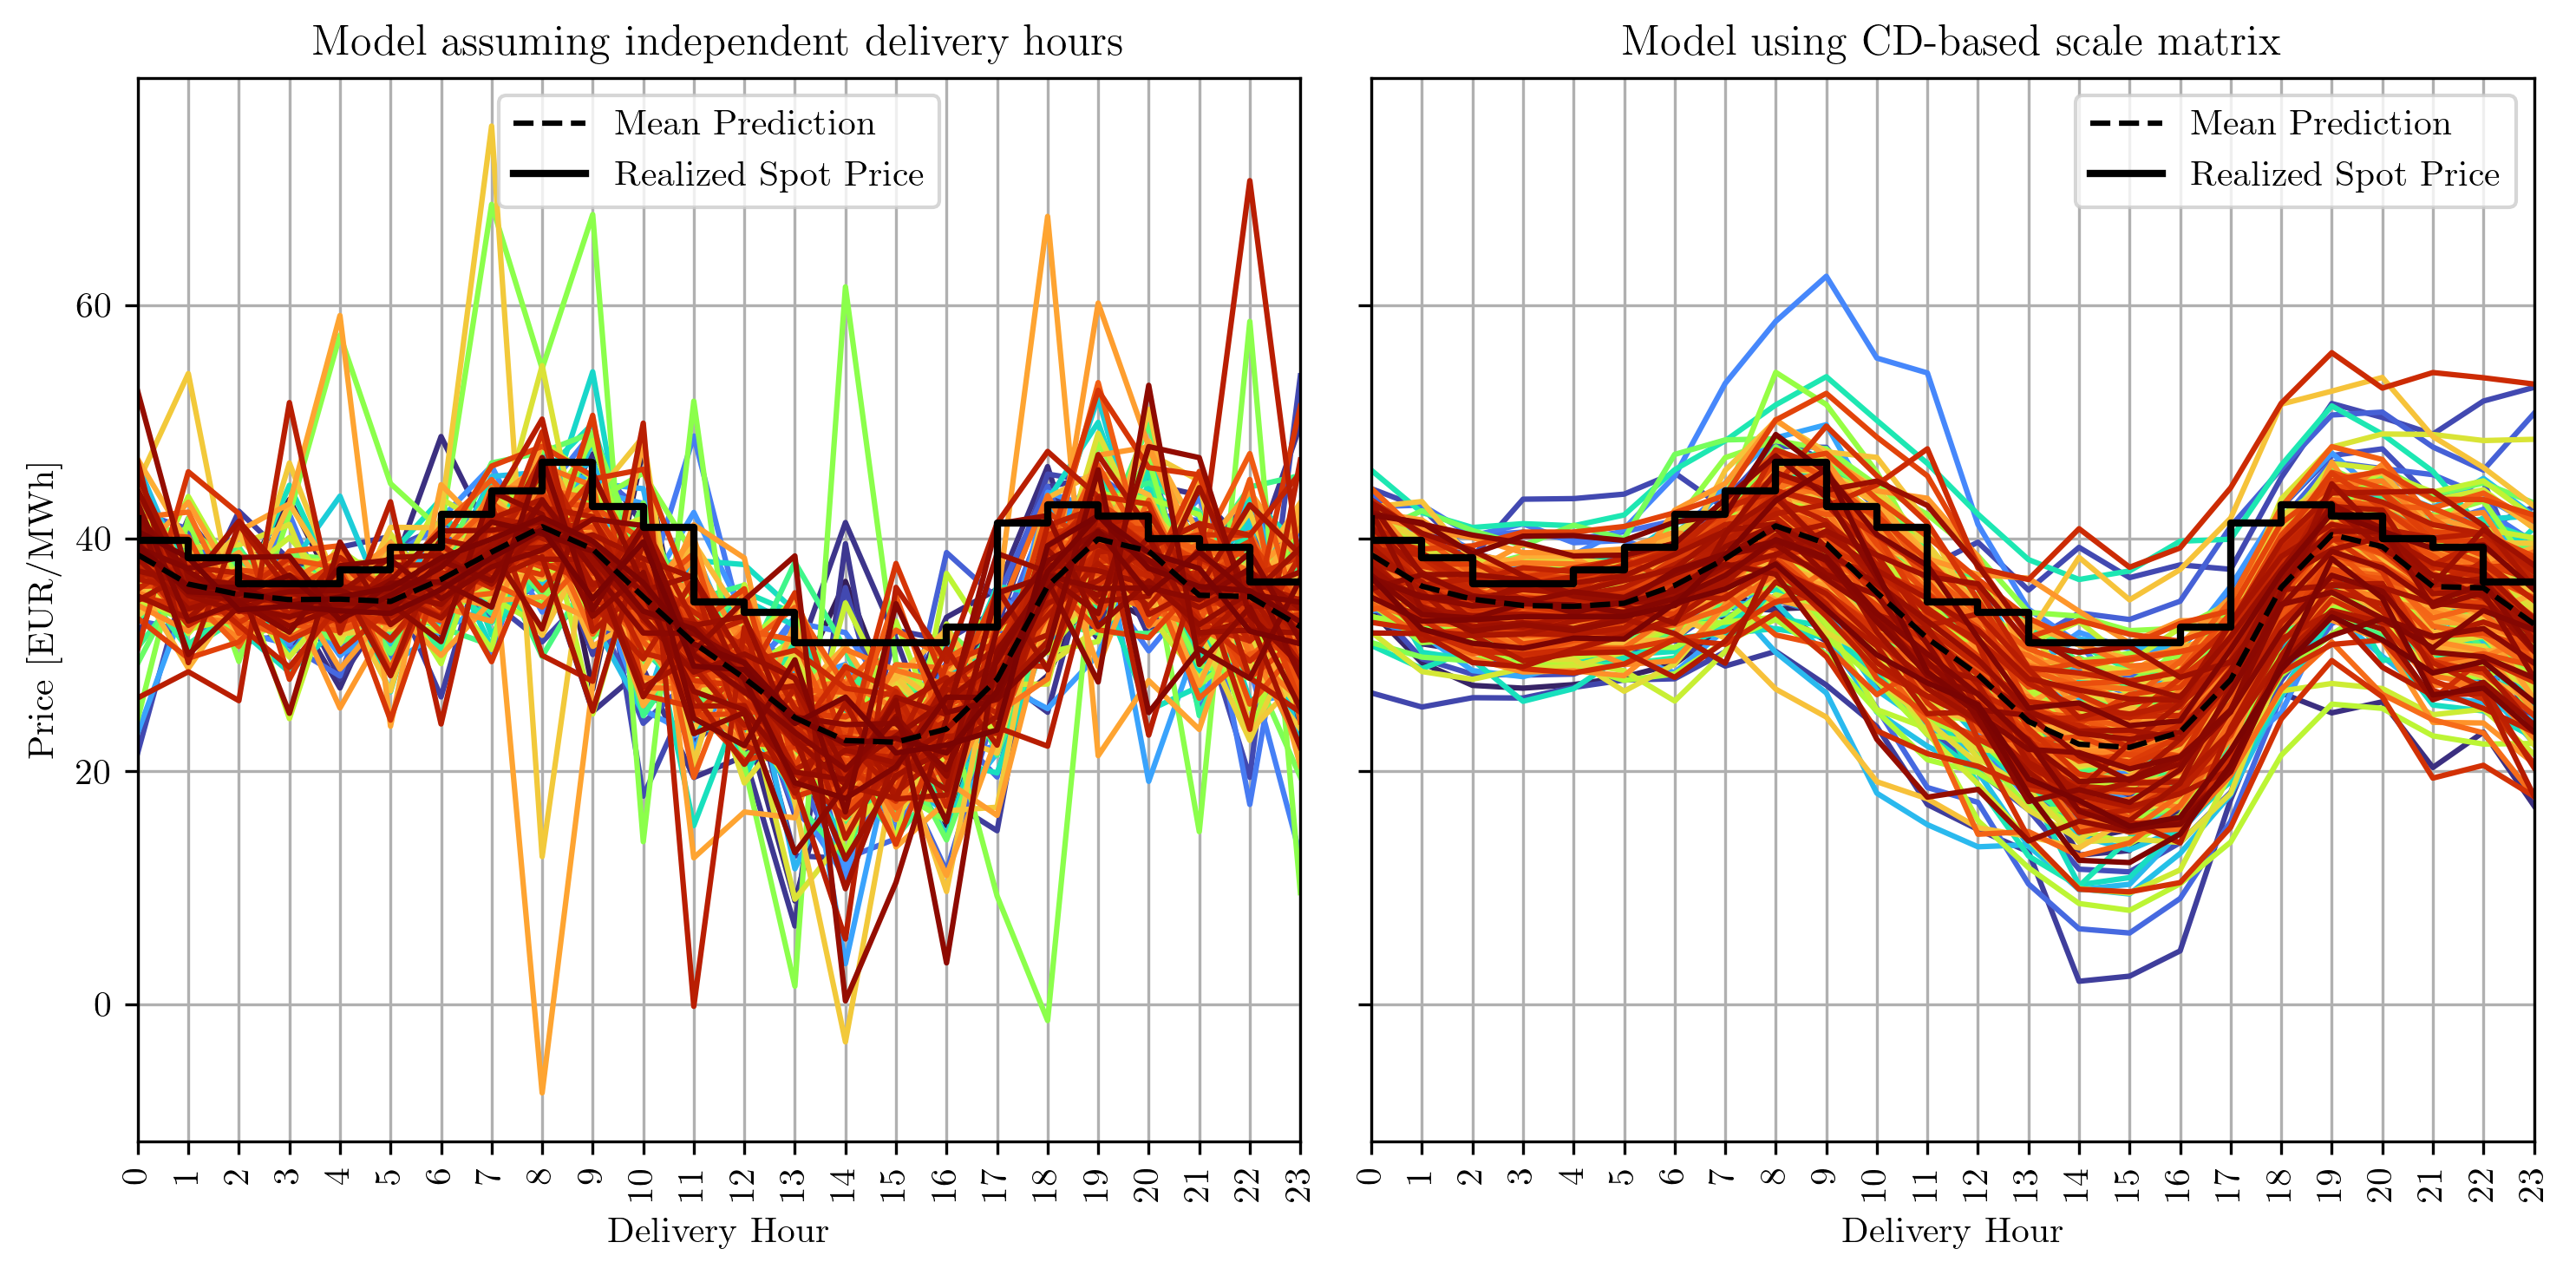 Model assuming independent delivery hours
Mean Prediction
Realized Spot Price
Price [EUR/MWh]
60
40
20
0
0 1 2 3 4 5 6 7 8 9 10 11 12 13 14 15 16 17 18 19 20 21 22 23
Delivery Hour
Model using CD-based scale matrix
Mean Prediction
Realized Spot Price
0 1 2 3 4 5 6 7 8 9 10 11 12 13 14 15 16 17 18 19 20 21 22 23
Delivery Hour